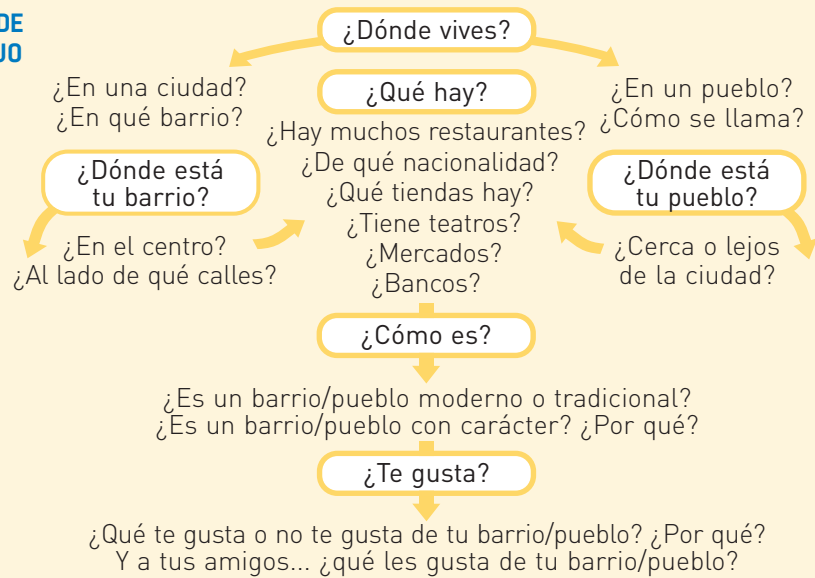 DE
JO
¿Dónde vives?
¿En una ciudad?
¿En qué barrio?
¿Dónde está
tu barrio?
¿En el centro?
¿Al lado de qué calles?
¿Qué hay?
¿Hay muchos restaurantes?
¿De qué nacionalidad?
¿Qué tiendas hay?
¿Tiene teatros?
¿Mercados?
¿Bancos?
¿En un pueblo?
¿Cómo se llama?
¿Dónde está
tu pueblo?
¿Cerca o lejos
de la ciudad?
¿Cómo es?
¿Es un barrio/pueblo moderno o tradicional?
¿Es un barrio/pueblo con carácter? ¿Por qué?
¿Te gusta?
¿Qué te gusta o no te gusta de tu barrio/pueblo? ¿Por qué?
Y a tus amigos... ¿qué les gusta de tu barrio/pueblo?